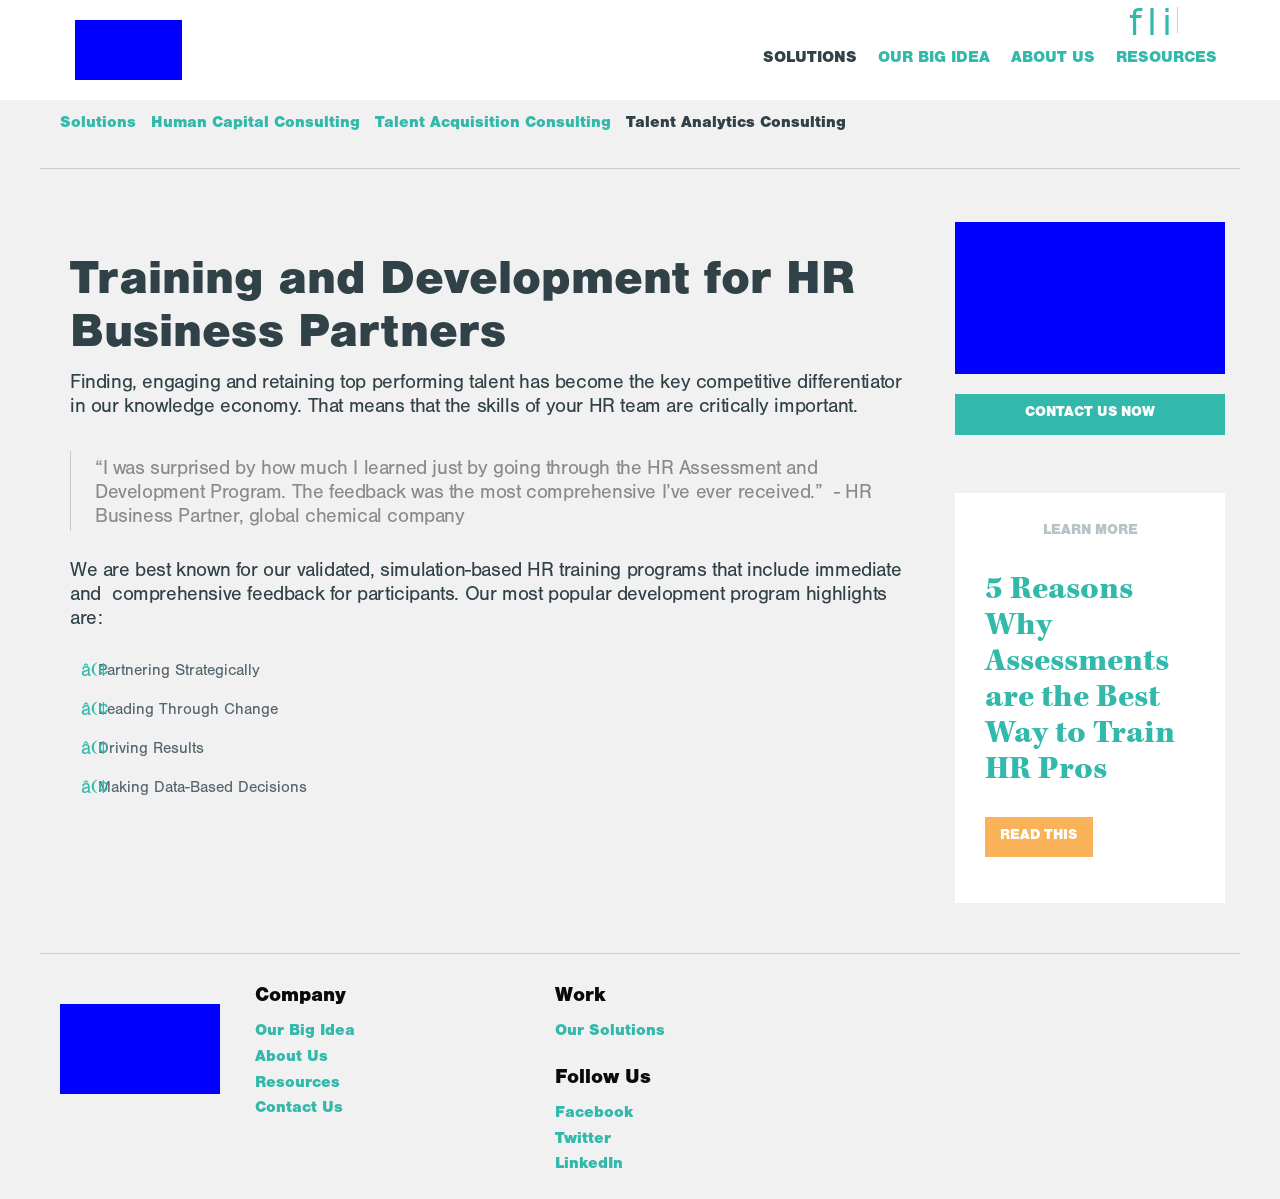 fli
SOLUTIONS OUR BIG IDEA ABOUT US RESOURCES
Solutions Human Capital Consulting Talent Acquisition Consulting Talent Analytics Consulting
Training and Development for HR
Business Partners
Finding, engaging and retaining top performing talent has become the key competitive differentiator
in our knowledge economy. That means that the skills of your HR team are critically important.
“I was surprised by how much I learned just by going through the HR Assessment and
Development Program. The feedback was the most comprehensive I’ve ever received.”  - HR
Business Partner, global chemical company
We are best known for our validated, simulation-based HR training programs that include immediate
and  comprehensive feedback for participants. Our most popular development program highlights
are:
Partnering Strategically
Leading Through Change
Driving Results
Making Data-Based Decisions
CONTACT US NOW
LEARN MORE
5 Reasons
Why
Assessments
are the Best
Way to Train
HR Pros
READ THIS
Company
Our Big Idea
About Us
Resources
Contact Us
Work
Our Solutions
Follow Us
Facebook
Twitter
LinkedIn